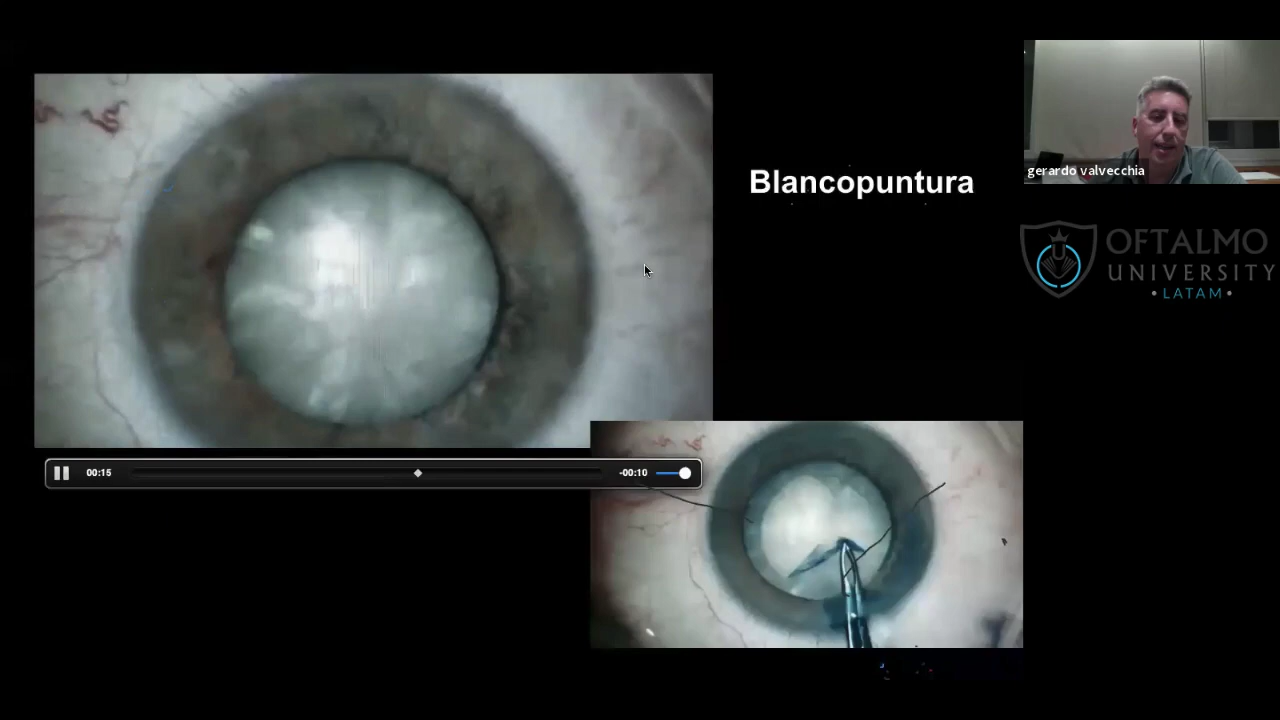 Blancopuntura
gerardo valvecchia
OFTALMO
UNIVERSITY
• LATAM •
00:15
-00:10